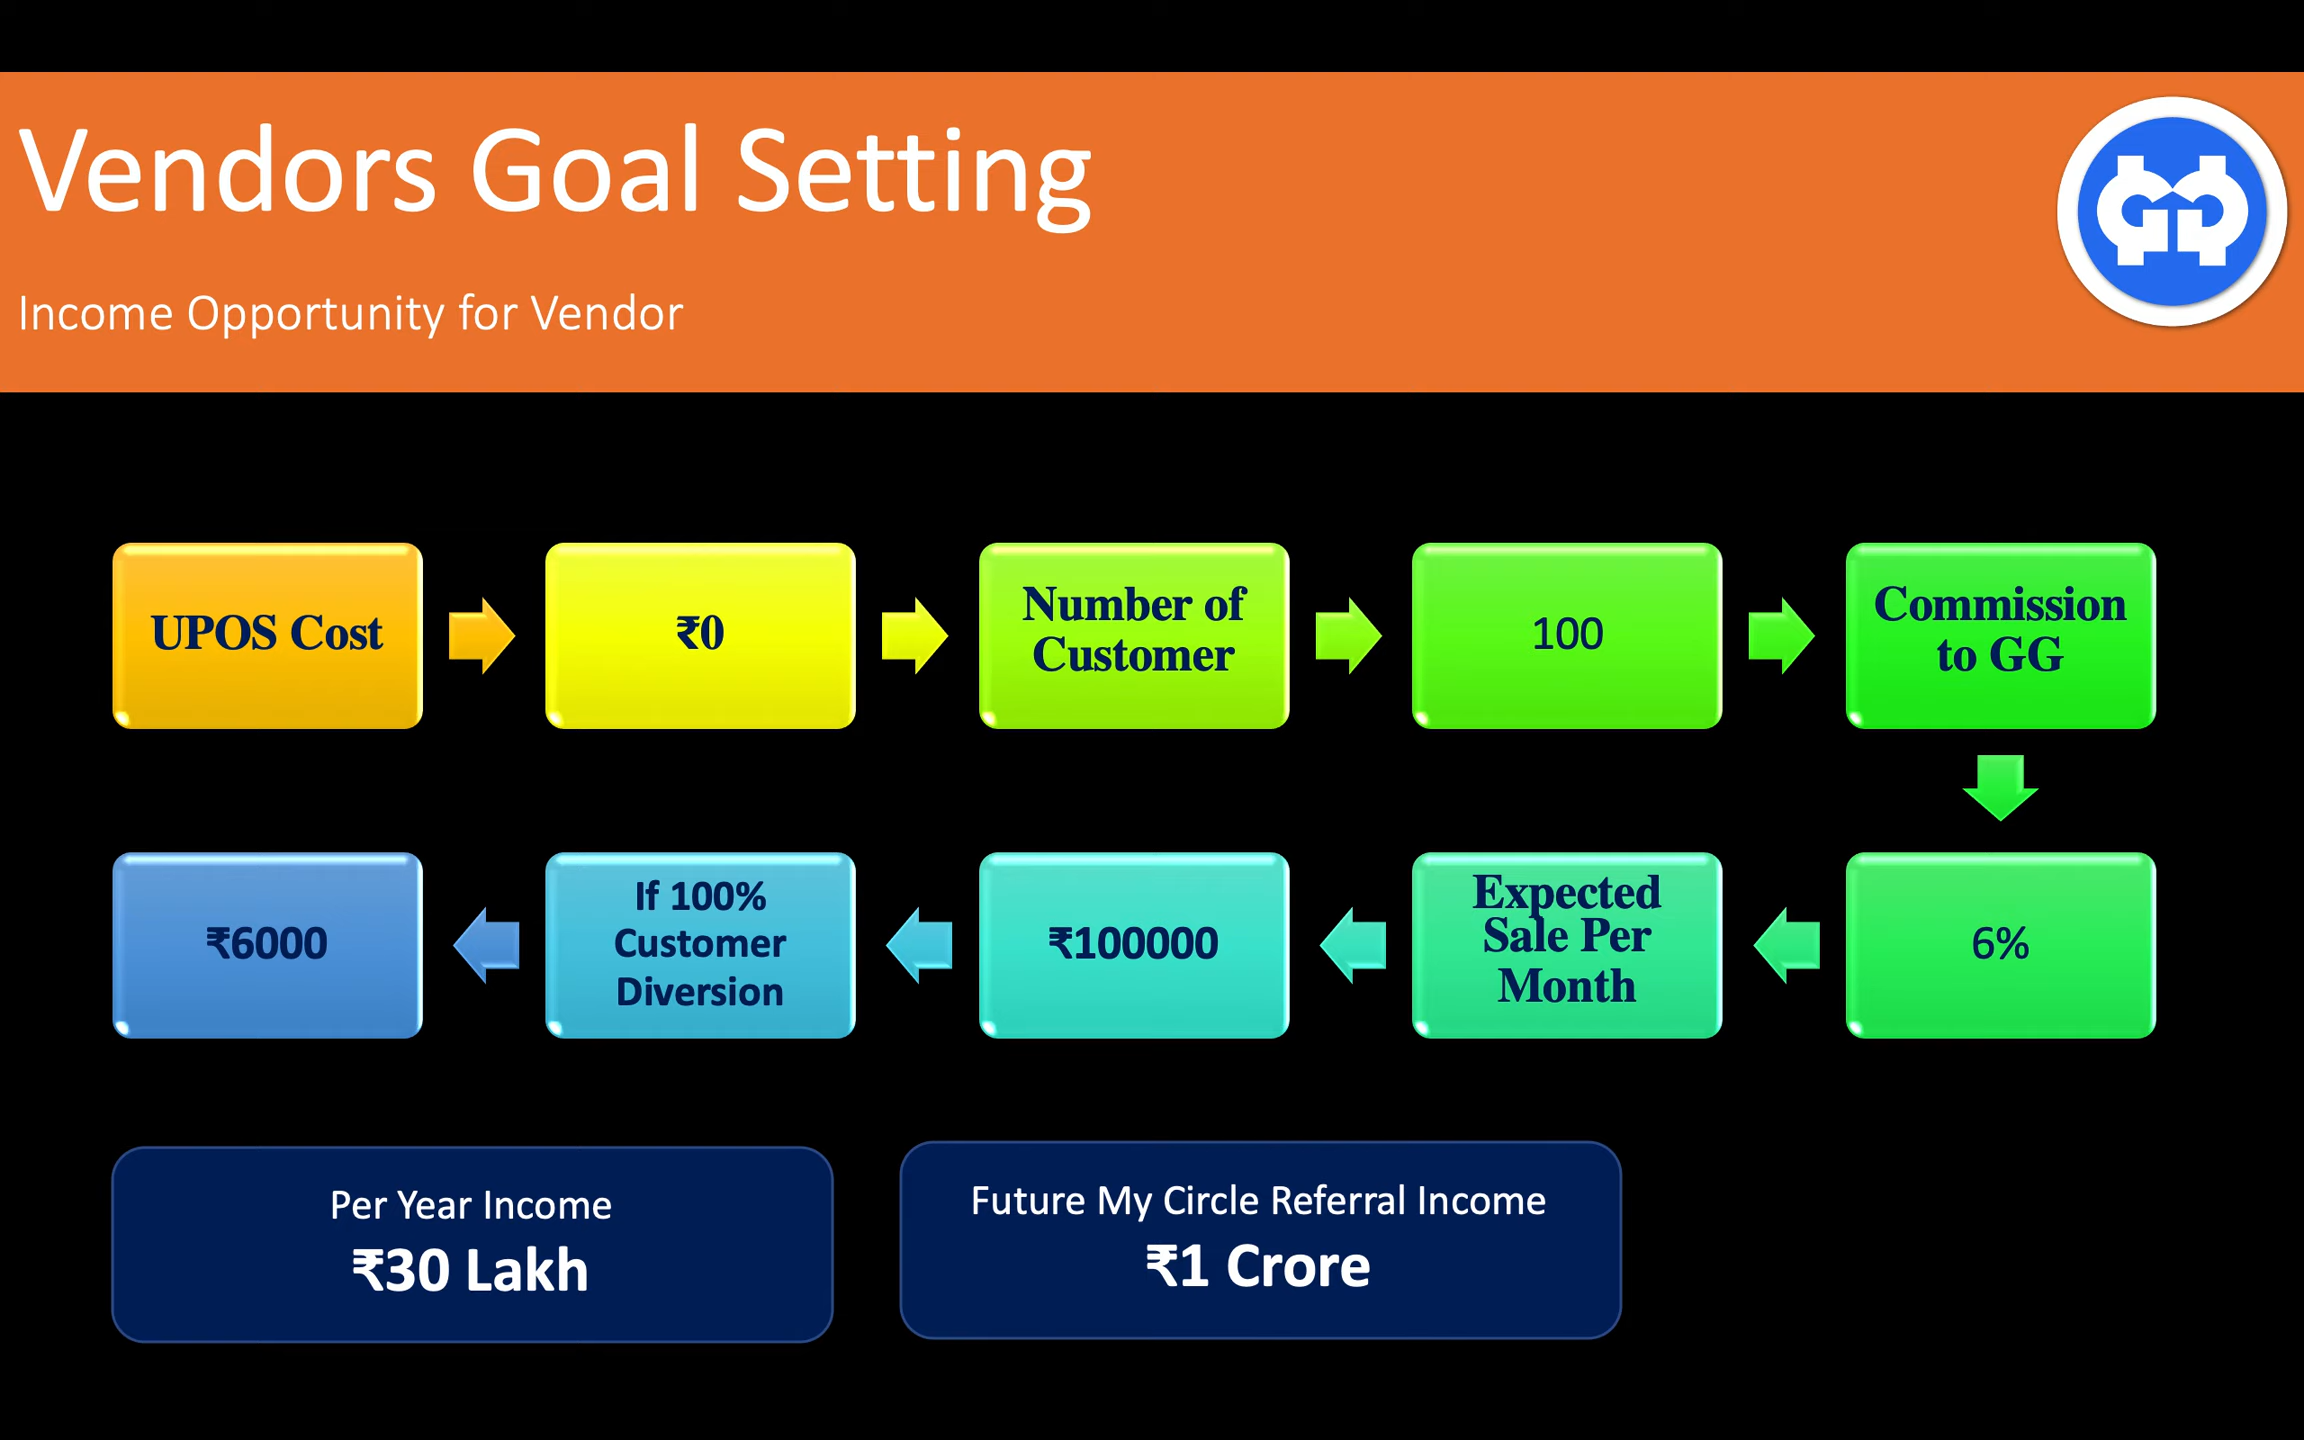 Vendors Goal Setting
Income Opportunity for Vendor
UPOS Cost
₹0
Number of
Customer
100
Commission
to GG
6%
Expected
Sale Per
Month
₹100000
If 100%
Customer
Diversion
₹6000
Per Year Income
₹30 Lakh
Future My Circle Referral Income
₹1 Crore